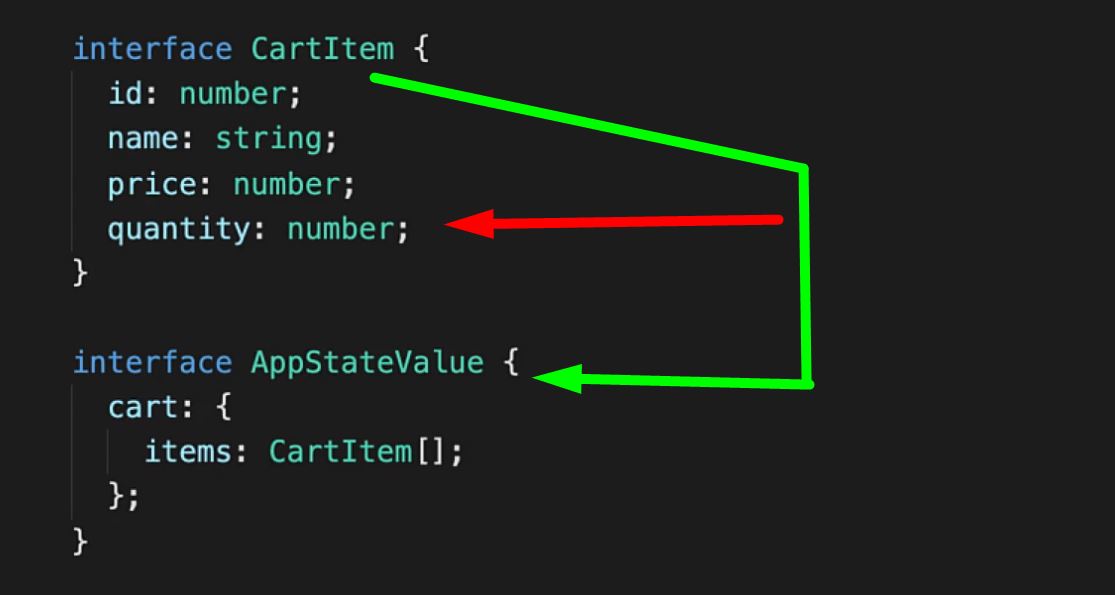 interface CartItem {
id: number;
name: string;
price: number;
quantity: number;
}
interface AppStateValue {
cart: {
items: CartItem[];
};
}